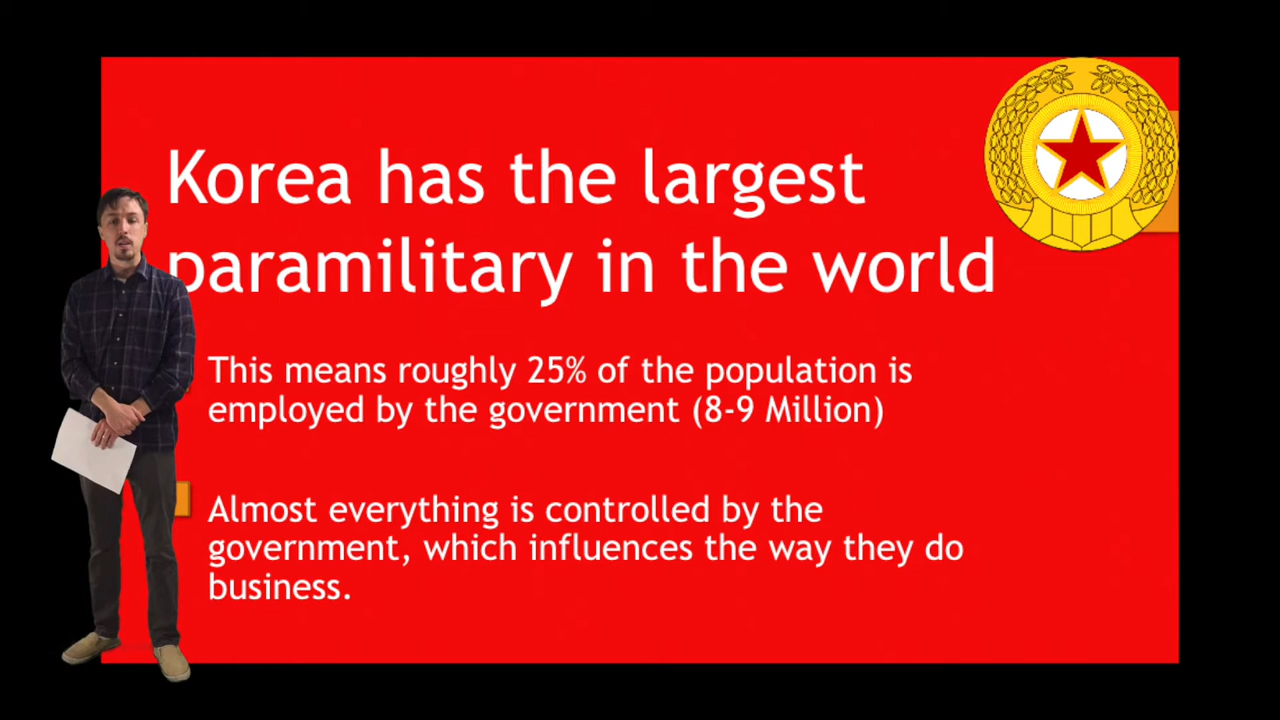 Korea has the largest
paramilitary in the world
This means roughly 25% of the population is
employed by the government (8-9 Million)
Almost everything is controlled by the
government, which influences the way they do
business.